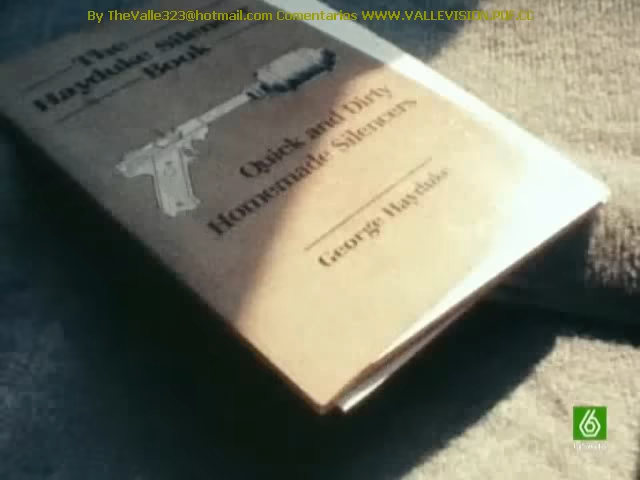 By TheValle323@hotmail.com Comentarios
The
Hayduke Silencer
Book
Quick and Dirty
Homemade Silencers
George Hayduke
6